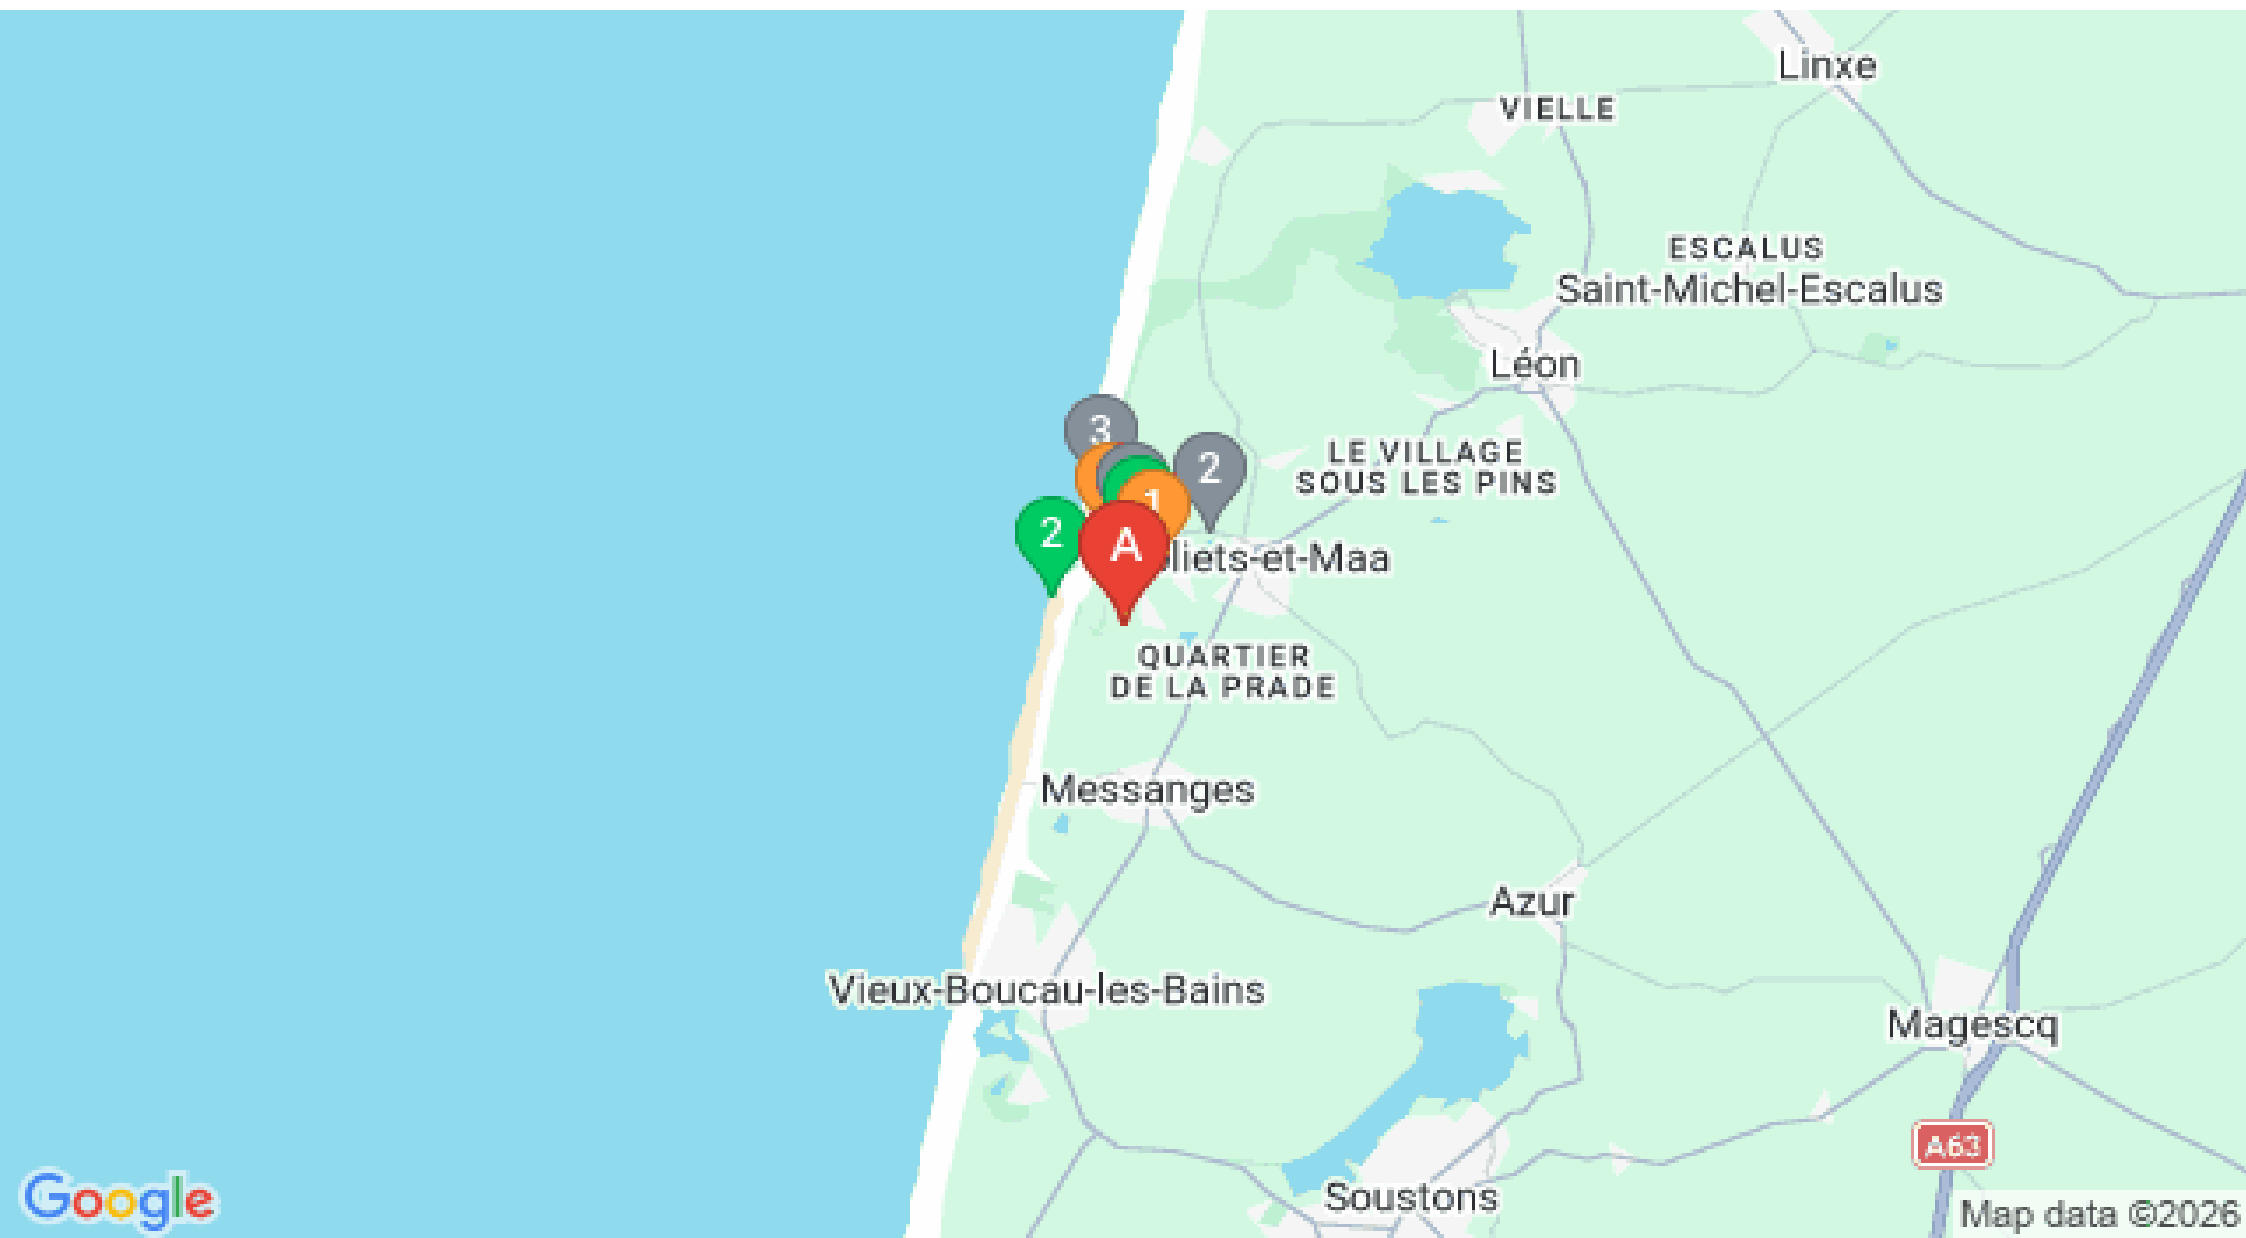 Linxe
VIELLE
ESCALUS
Saint-Michel-Escalus
Léon
3
LE VILLAGE
SOUS LES PINS
2
1
2
A
liets-et-Maa
QUARTIER
DE LA PRADE
Messanges
Azur
Vieux-Boucau-les-Bains
Magescq
A63
Soustons
Google
Map data ©2026